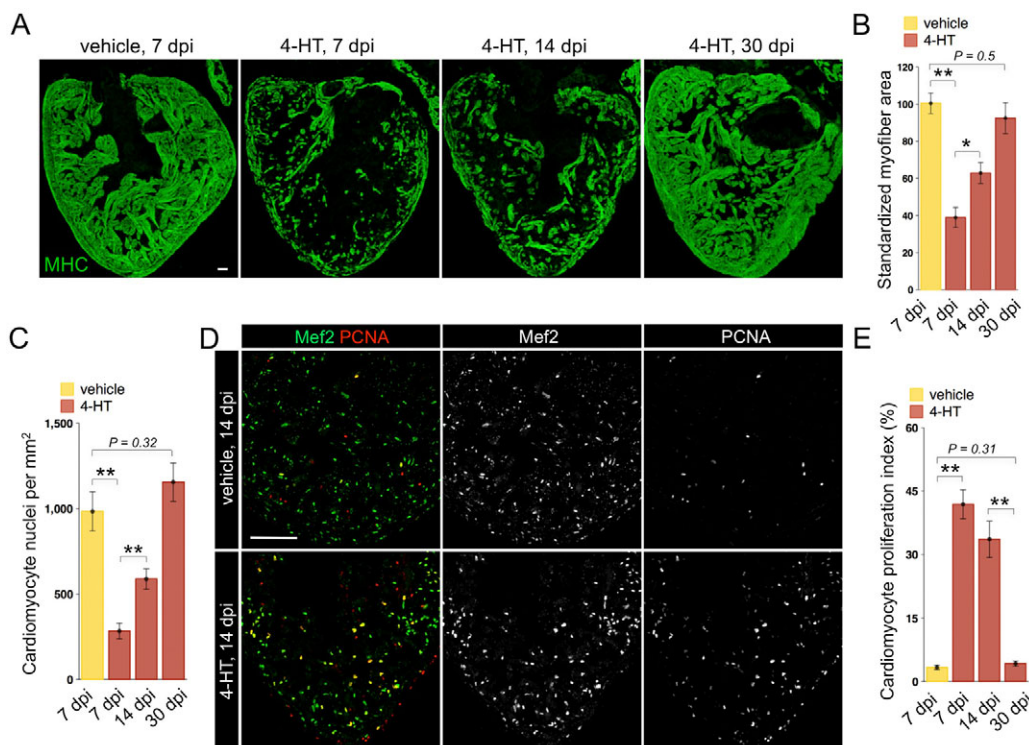 A
vehicle, 7 dpi
4-HT, 7 dpi
4-HT, 14 dpi
4-HT, 30 dpi
MHC
B
vehicle
4-HT
P = 0.5
**
*
Standardized myofiber area
120
100
80
60
40
20
0
7 dpi
7 dpi
14 dpi
30 dpi
C
vehicle
4-HT
P = 0.32
**
**
Cardiomyocyte nuclei per mm²
1,500
1,000
500
0
7 dpi
7 dpi
14 dpi
30 dpi
D
Mef2 PCNA
Mef2
PCNA
vehicle, 14 dpi
4-HT, 14 dpi
E
vehicle
4-HT
P = 0.31
**
**
Cardiomyocyte proliferation index (%)
60
45
30
15
0
7 dpi
7 dpi
14 dpi
30 dpi